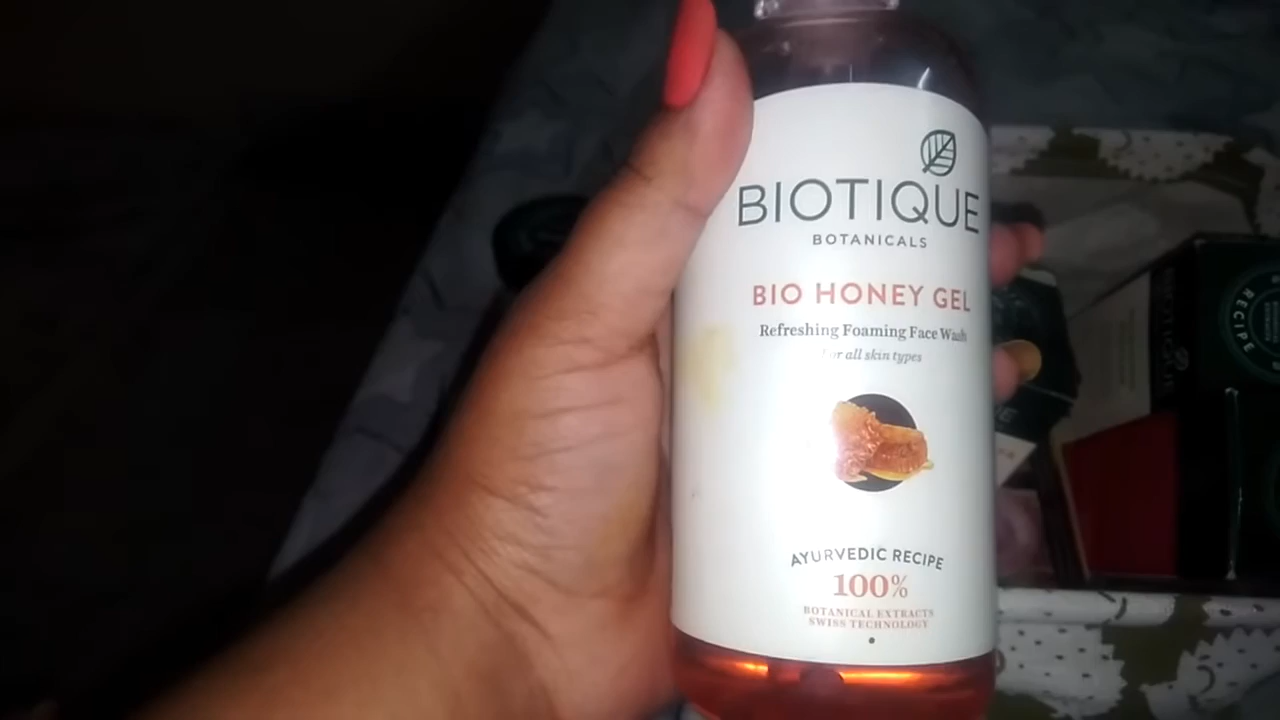 BIOTIQUE
BOTANICALS
BIO HONEY GEL
Refreshing Foaming Face Wash
For all skin types
AYURVEDIC RECIPE
100%
BOTANICAL EXTRACTS
SWISS TECHNOLOGY
RECIPE